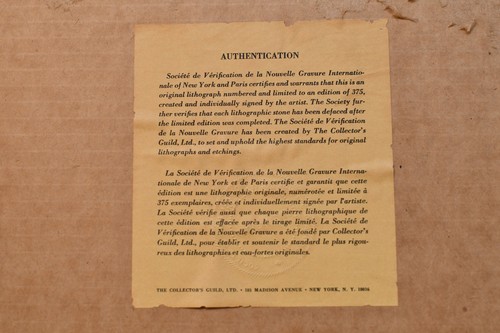 AUTHENTICATION
Société de Vérification de la Nouvelle Gravure Internatio-
nale of New York and Paris certifies and warrants that this is an
original lithograph numbered and limited to an edition of 375,
created and individually signed by the artist. The Society fur-
ther verifies that each lithographic stone has been defaced after
the limited edition was completed. The Société de Vérification
de la Nouvelle Gravure has been created by The Collector's
Guild, Ltd., to set and uphold the highest standards for original
lithographs and etchings.
La Société de Vérification de la Nouvelle Gravure Interna-
tionale de New York et de Paris certifie et garantit que cette
édition est une lithographie originale, numérotée et limitée à
375 exemplaires, créée et individuellement signée par l'artiste.
La Société vérifie aussi que chaque pierre lithographique de
cette édition est effacée après le tirage limité. La Société de
Vérification de la Nouvelle Gravure a été fondé par Collector's
Guild, Ltd., pour établir et soutenir le standard le plus rigou-
reux des lithographies et eaux-fortes originales.
THE COLLECTOR'S GUILD, LTD. • 185 MADISON AVENUE • NEW YORK, N. Y. 10016